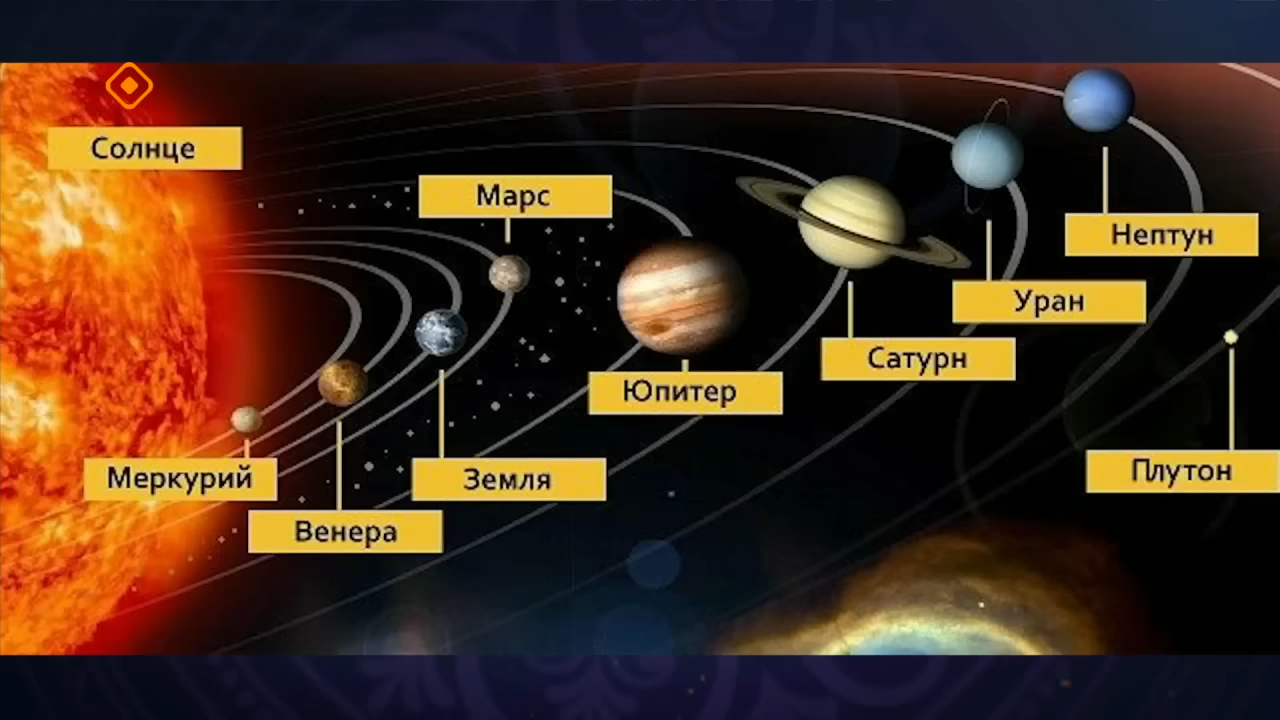 Солнце
Марс
Нептун
Уран
Сатурн
Юпитер
Плутон
Меркурий
Земля
Венера